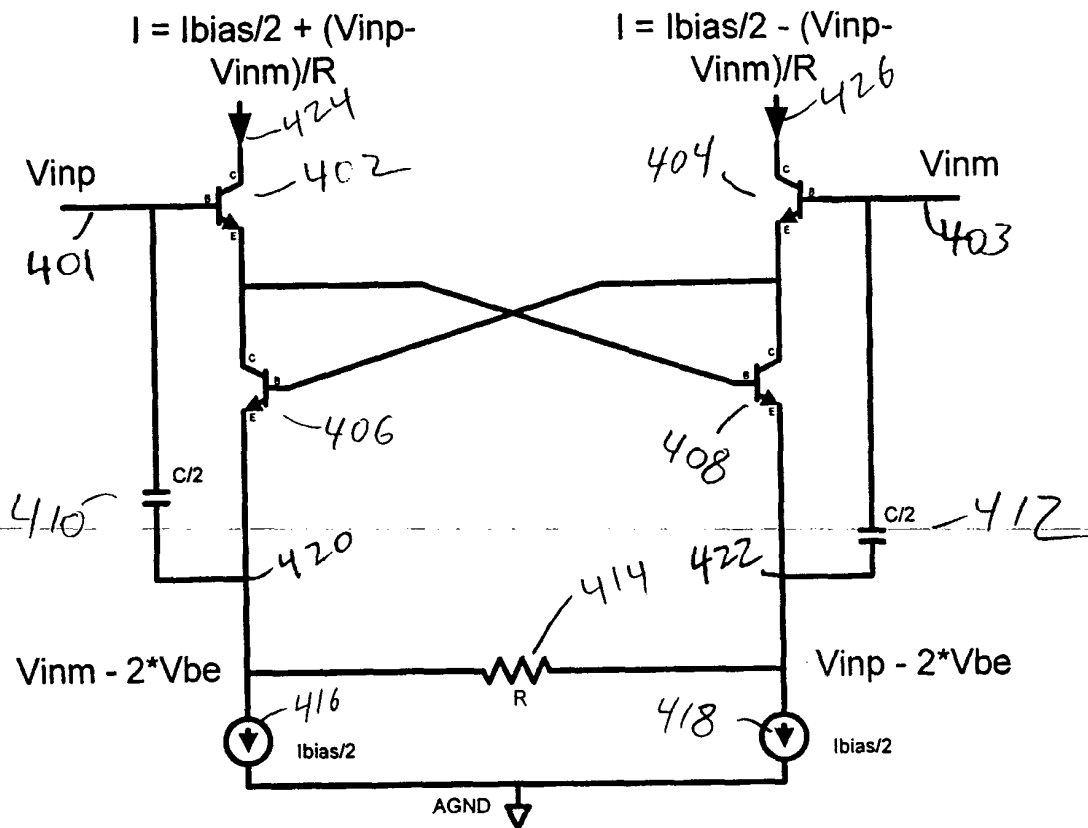 I = Ibias/2 + (Vinp-
Vinm)/R
I = Ibias/2 - (Vinp-
Vinm)/R
424
426
Vinp
402
404
Vinm
401
403
C
B
E
C
B
E
C
B
E
C
B
E
406
408
410
C/2
C/2
412
420
422
414
Vinm - 2*Vbe
R
Vinp - 2*Vbe
416
Ibias/2
418
Ibias/2
AGND